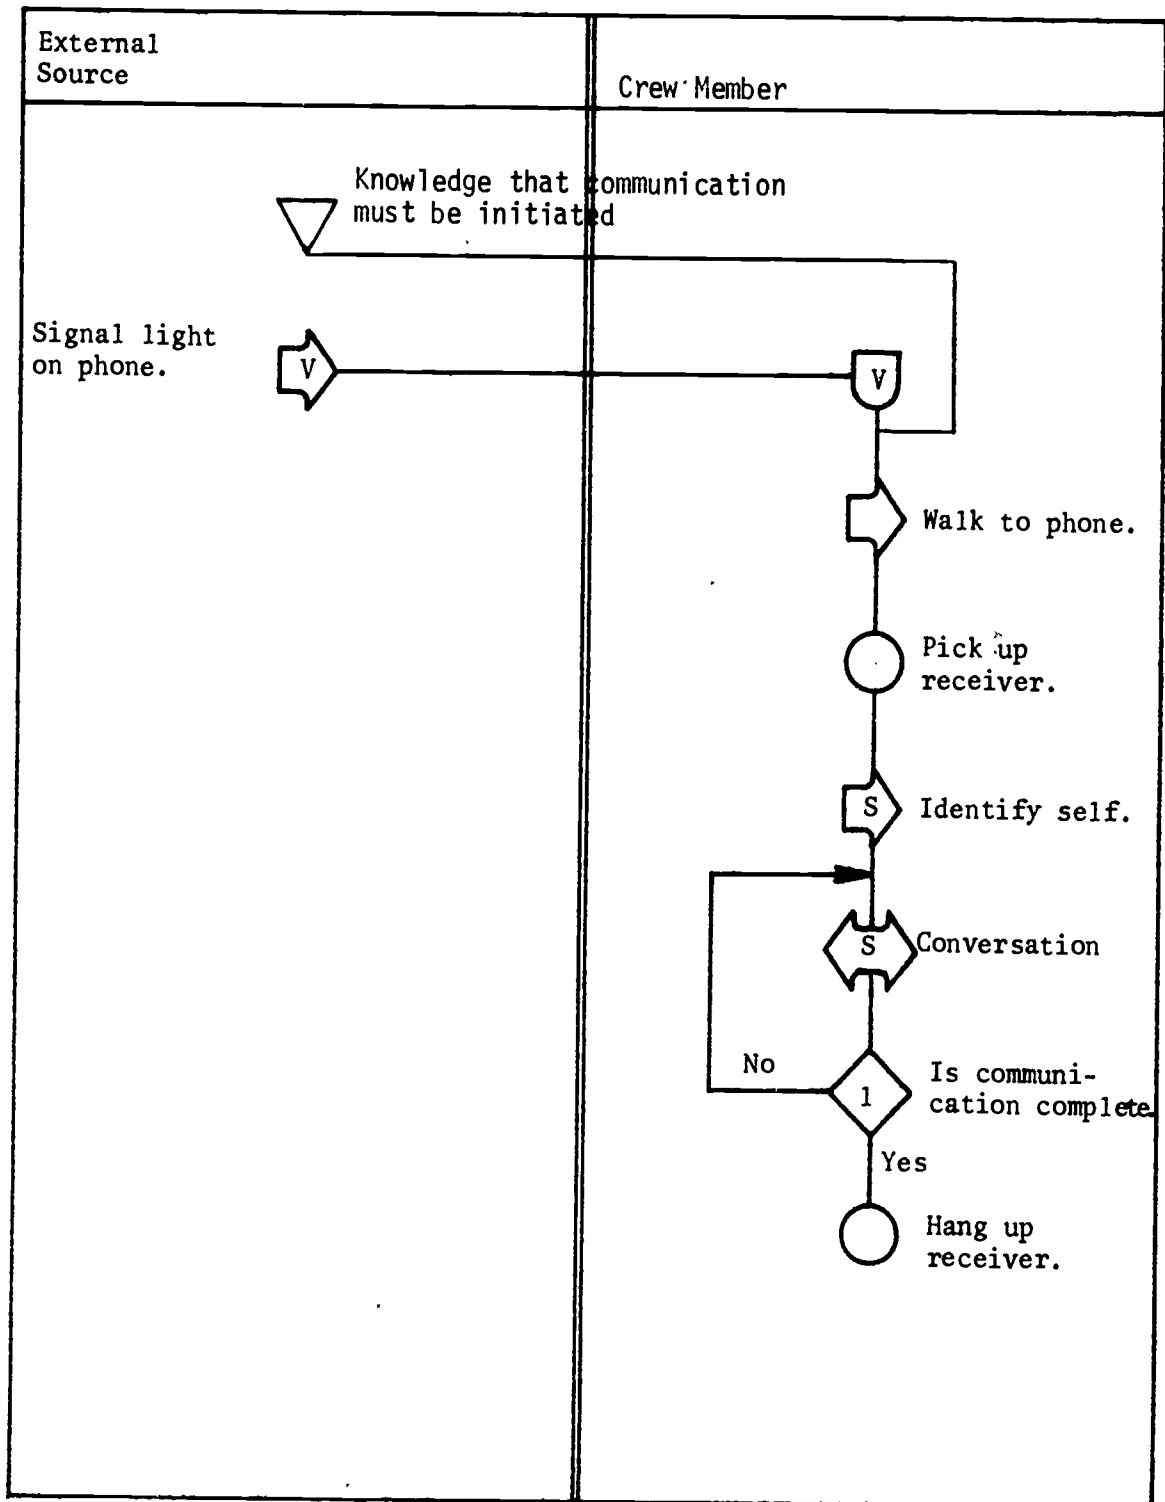 External
Source
Crew Member
Knowledge that communication
must be initiated
Signal light
on phone.
V
V
Walk to phone.
Pick up
receiver.
S
Identify self.
S
Conversation
No
1
Is communi-
cation complete.
Yes
Hang up
receiver.